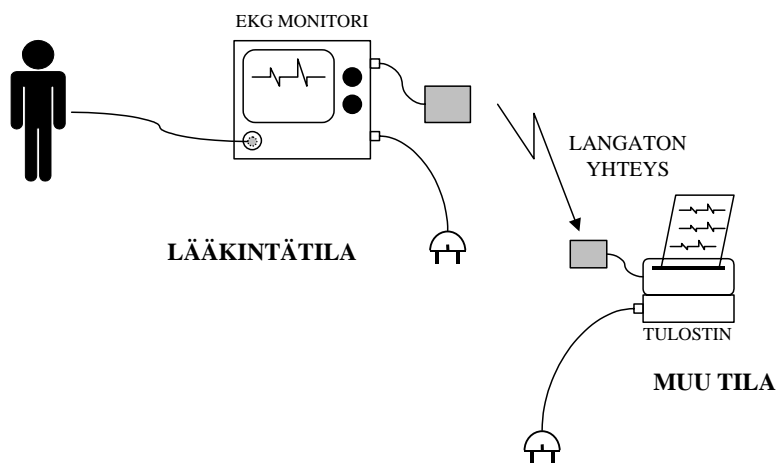 EKG MONITORI
LANGATON
YHTEYS
LÄÄKINTÄTILA
TULOSTIN
MUU TILA